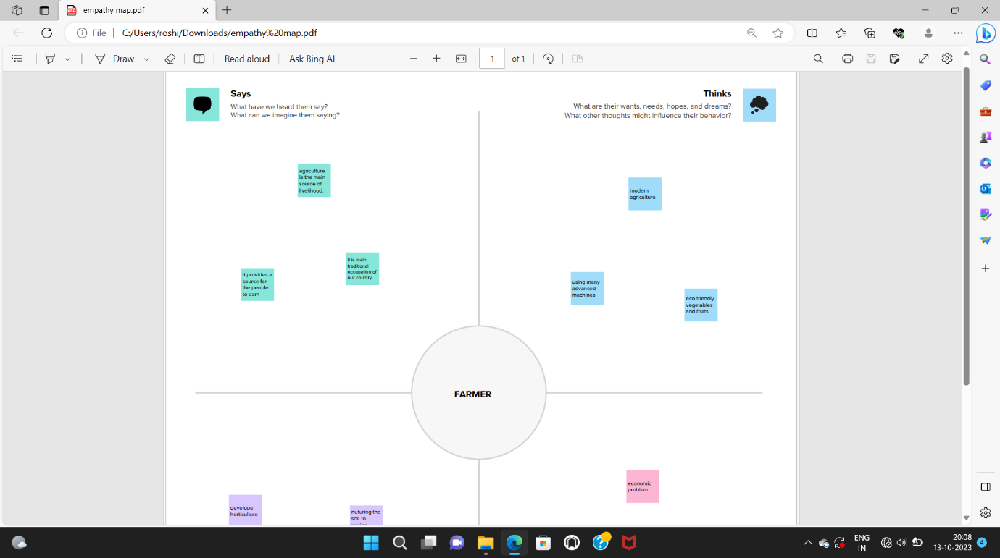 empathy map.pdf
File
C:/Users/roshi/Downloads/empathy%20map.pdf
Draw
Read aloud
Ask Bing AI
1
of 1
Says
What have we heard them say?
What can we imagine them saying?
Thinks
What are their wants, needs, hopes, and dreams?
What other thoughts might influence their behavior?
agriculture
is the main
source of
livelihood.
it provides a
source for
the people
to earn
it is main
traditional
occupation of
our country
modern
agriculture
using many
advanced
machines
eco friendly
vegetables
and fruits
FARMER
develope
horticulture
nuturing the
soil to
economic
problem
ENG
IN
20:08
13-10-2023
4